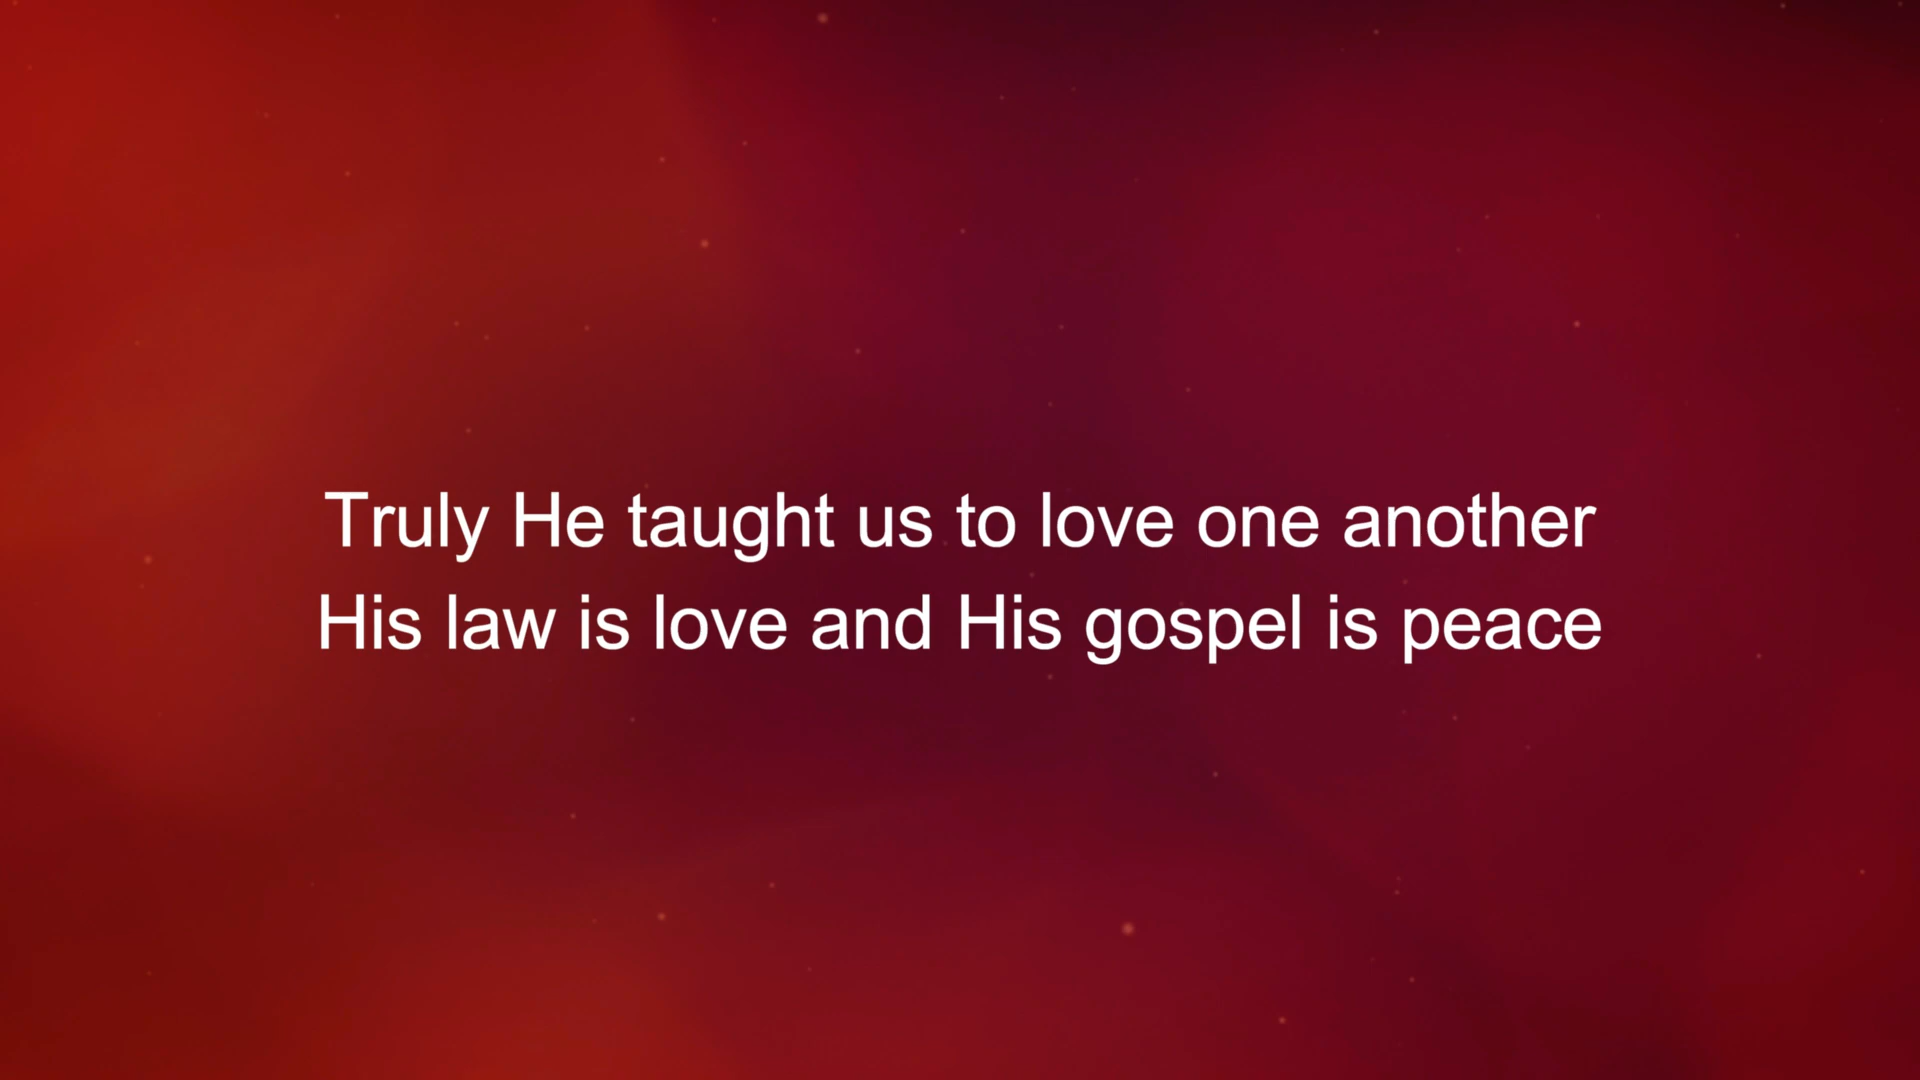 Truly He taught us to love one another
His law is love and His gospel is peace